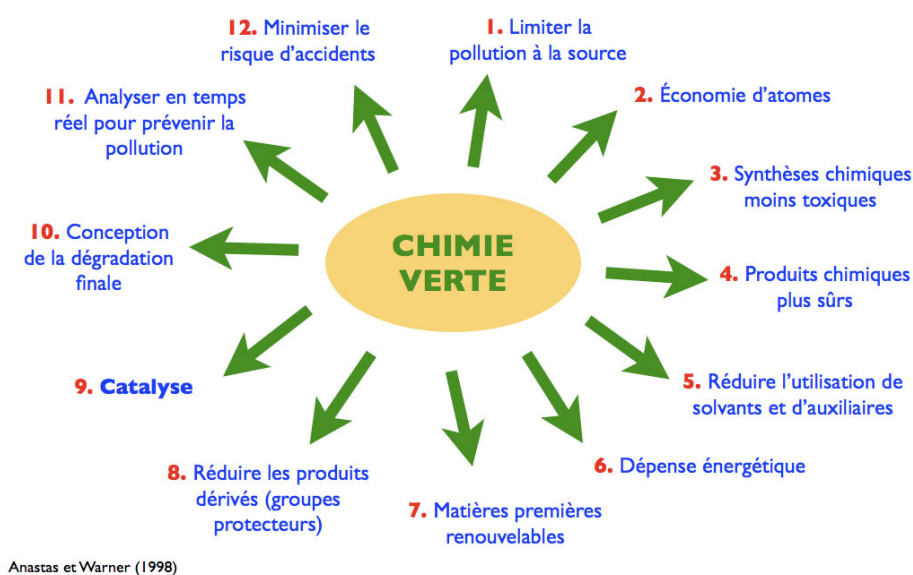 CHIMIE
VERTE
1. Limiter la
pollution à la source
2. Économie d'atomes
3. Synthèses chimiques
moins toxiques
4. Produits chimiques
plus sûrs
5. Réduire l'utilisation de
solvants et d'auxiliaires
6. Dépense énergétique
7. Matières premières
renouvelables
8. Réduire les produits
dérivés (groupes
protecteurs)
9. Catalyse
10. Conception
de la dégradation
finale
11. Analyser en temps
réel pour prévenir la
pollution
12. Minimiser le
risque d'accidents
Anastas et Warner (1998)